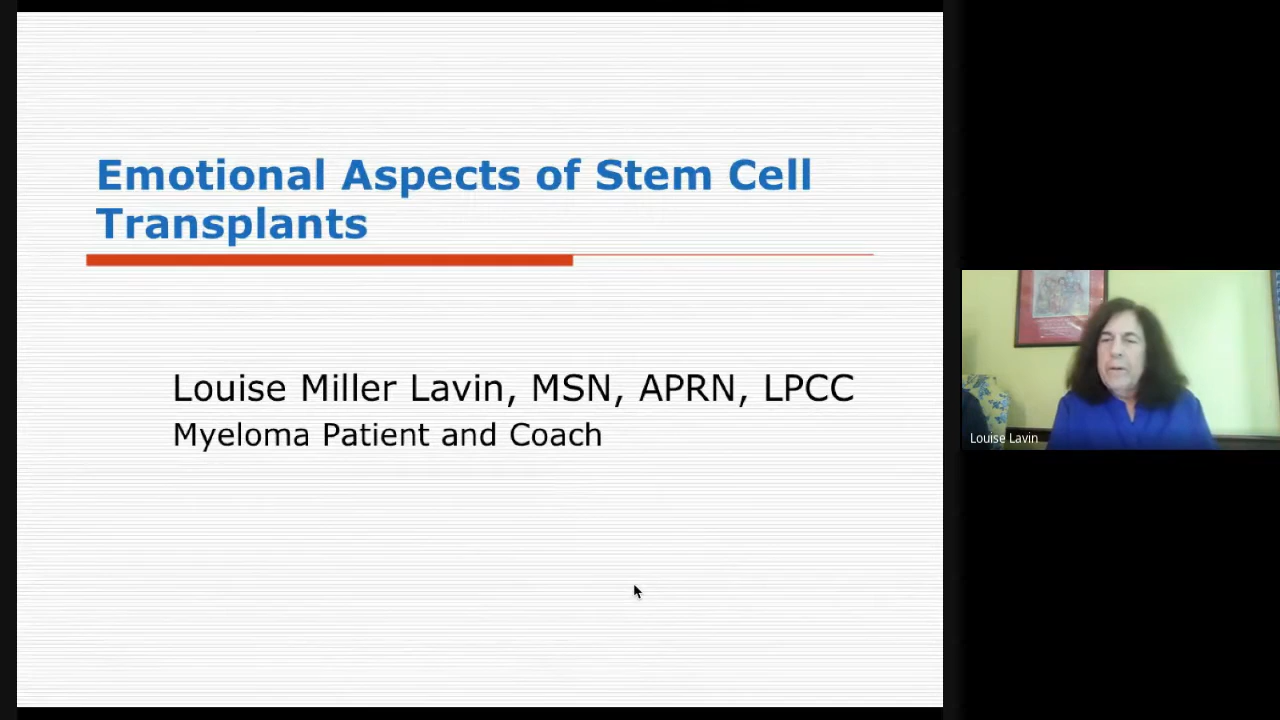 Emotional Aspects of Stem Cell
Transplants
Louise Miller Lavin, MSN, APRN, LPCC
Myeloma Patient and Coach
Louise Lavin